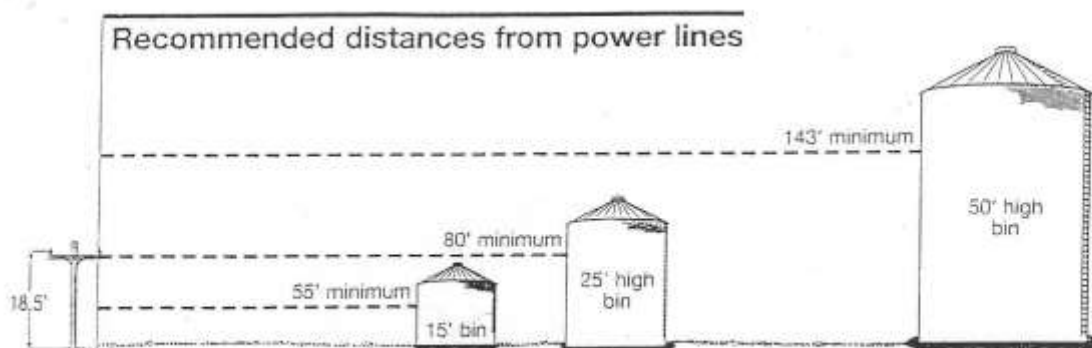 Recommended distances from power lines
143' minimum
50' high
bin
80' minimum
25' high
bin
55' minimum
18.5'
15' bin